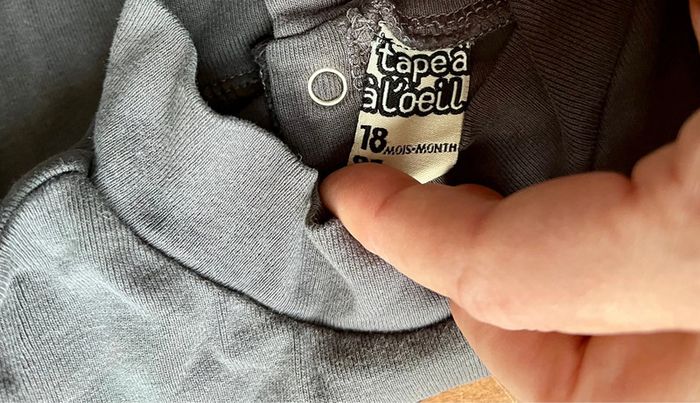 tape à
à l'oeil
18
MOIS-MONTH